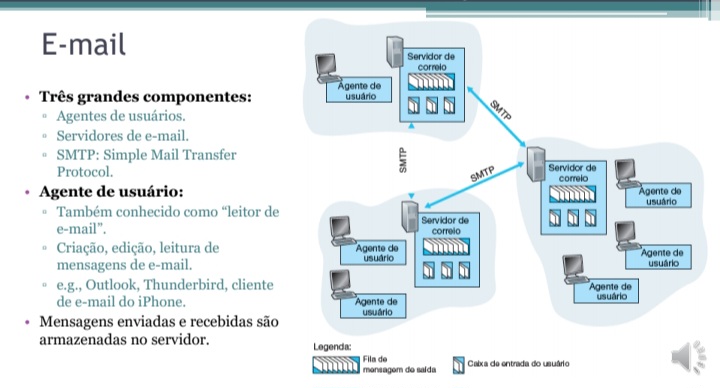 E-mail
• Três grandes componentes:
▫ Agentes de usuários.
▫ Servidores de e-mail.
▫ SMTP: Simple Mail Transfer
Protocol.
• Agente de usuário:
▫ Também conhecido como “leitor de
e-mail”.
▫ Criação, edição, leitura de
mensagens de e-mail.
▫ e.g., Outlook, Thunderbird, cliente
de e-mail do iPhone.
• Mensagens enviadas e recebidas são
armazenadas no servidor.
Servidor de
correio
Agente de
usuário
SMTP
SMTP
SMTP
Servidor de
correio
Agente de
usuário
Agente de
usuário
Agente de
usuário
Servidor de
correio
Agente de
usuário
Agente de
usuário
Legenda:
Fila de
mensagem de saída
Caixa de entrada do usuário